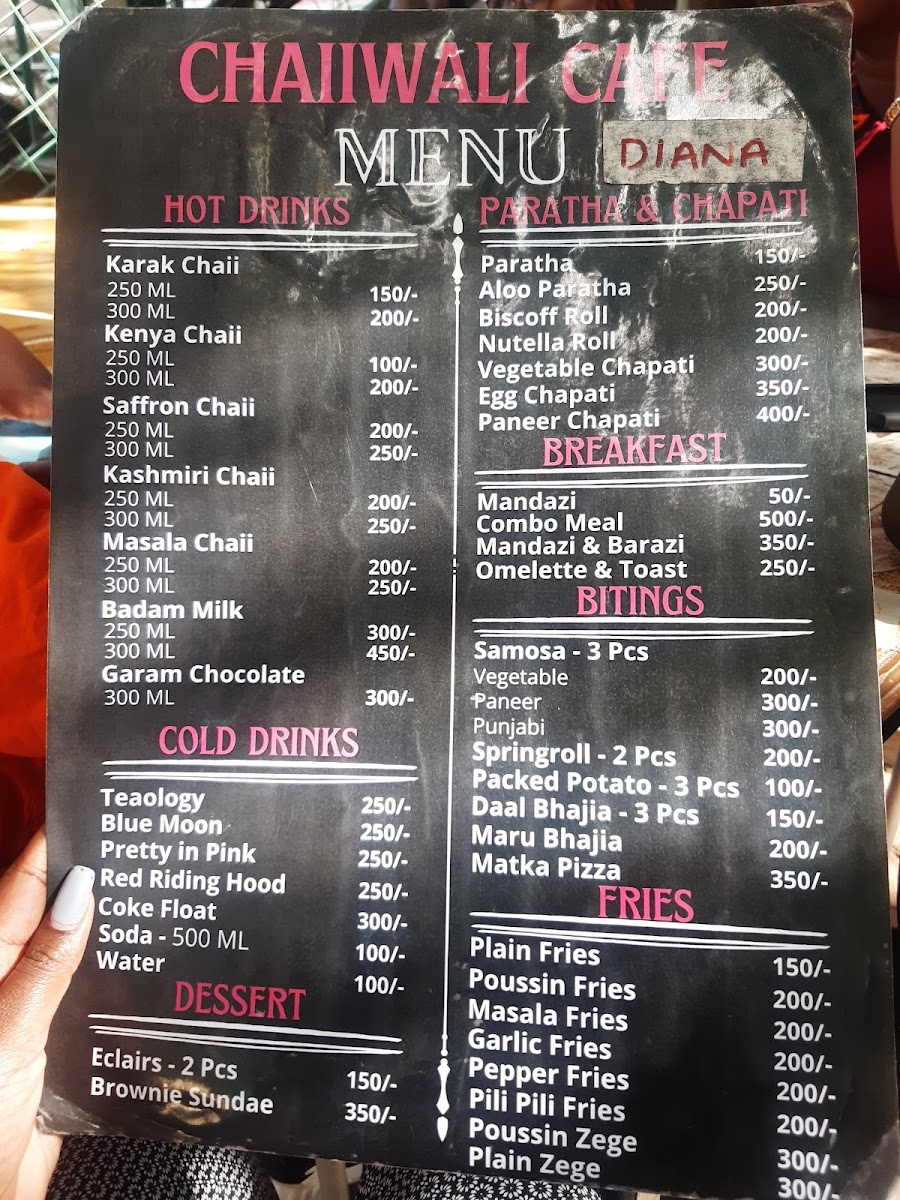 CHAIIWALI CAFE
MENU
DIANA
HOT DRINKS
Karak Chaii
250 ML 150/-
300 ML 200/-
Kenya Chaii
250 ML 100/-
300 ML 200/-
Saffron Chaii
250 ML 200/-
300 ML 250/-
Kashmiri Chaii
250 ML 200/-
300 ML 250/-
Masala Chaii
250 ML 200/-
300 ML 250/-
Badam Milk
250 ML 300/-
300 ML 450/-
Garam Chocolate
300 ML 300/-
COLD DRINKS
Teaology 250/-
Blue Moon 250/-
Pretty in Pink 250/-
Red Riding Hood 250/-
Coke Float 300/-
Soda - 500 ML 100/-
Water 100/-
DESSERT
Eclairs - 2 Pcs 150/-
Brownie Sundae 350/-
PARATHA & CHAPATI
Paratha 150/-
Aloo Paratha 250/-
Biscoff Roll 200/-
Nutella Roll 200/-
Vegetable Chapati 300/-
Egg Chapati 350/-
Paneer Chapati 400/-
BREAKFAST
Mandazi 50/-
Combo Meal 500/-
Mandazi & Barazi 350/-
Omelette & Toast 250/-
BITINGS
Samosa - 3 Pcs
Vegetable 200/-
Paneer 300/-
Punjabi 300/-
Springroll - 2 Pcs 200/-
Packed Potato - 3 Pcs 100/-
Daal Bhajia - 3 Pcs 150/-
Maru Bhajia 200/-
Matka Pizza 350/-
FRIES
Plain Fries 150/-
Poussin Fries 200/-
Masala Fries 200/-
Garlic Fries 200/-
Pepper Fries 200/-
Pili Pili Fries 200/-
Poussin Zege 300/-
Plain Zege 300/-